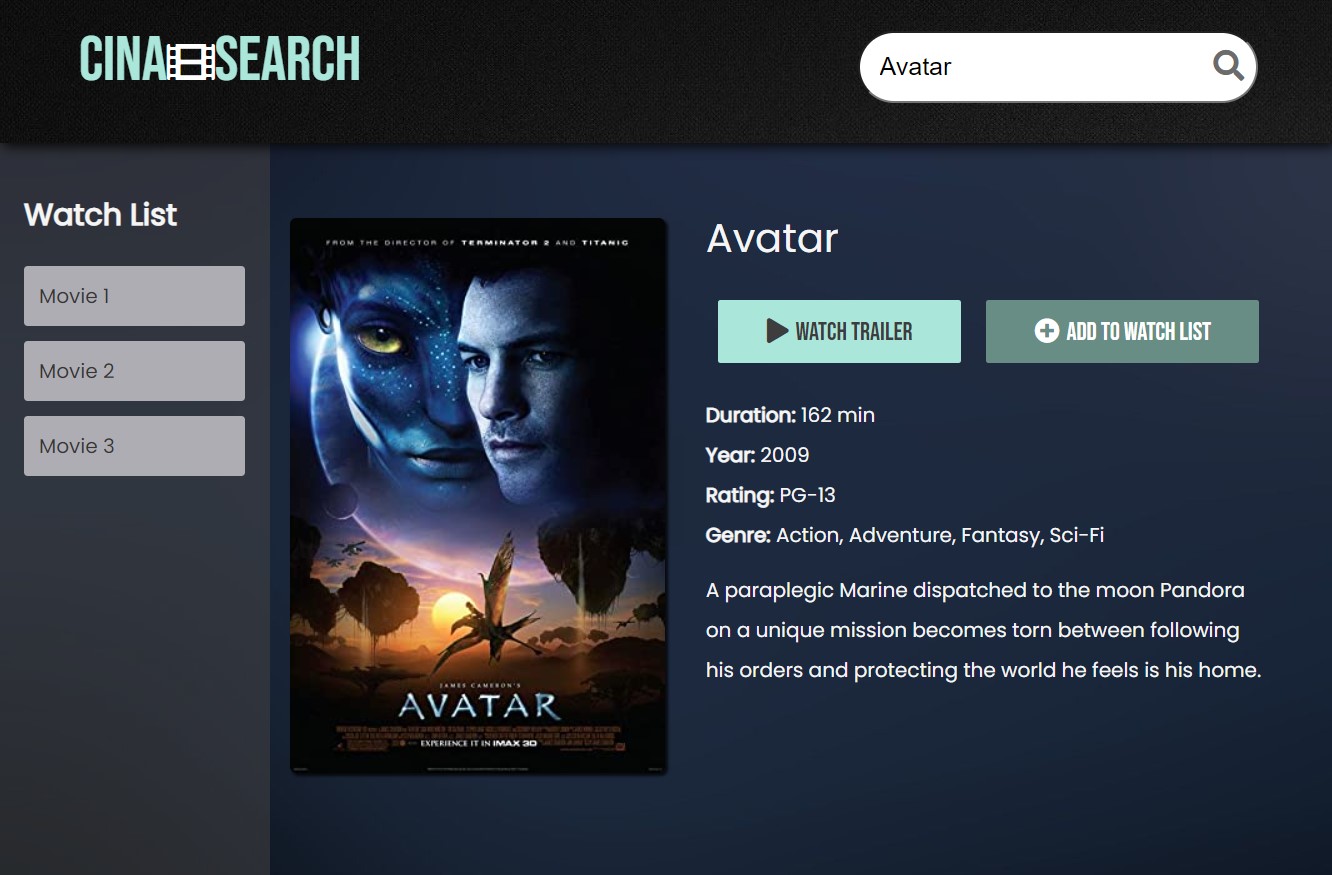 CINA SEARCH
Avatar
Watch List
Movie 1
Movie 2
Movie 3
FROM THE DIRECTOR OF TERMINATOR 2 AND TITANIC
JAMES CAMERON'S
AVATAR
EXPERIENCE IT IN IMAX 3D
Avatar
WATCH TRAILER
ADD TO WATCH LIST
Duration: 162 min
Year: 2009
Rating: PG-13
Genre: Action, Adventure, Fantasy, Sci-Fi
A paraplegic Marine dispatched to the moon Pandora
on a unique mission becomes torn between following
his orders and protecting the world he feels is his home.